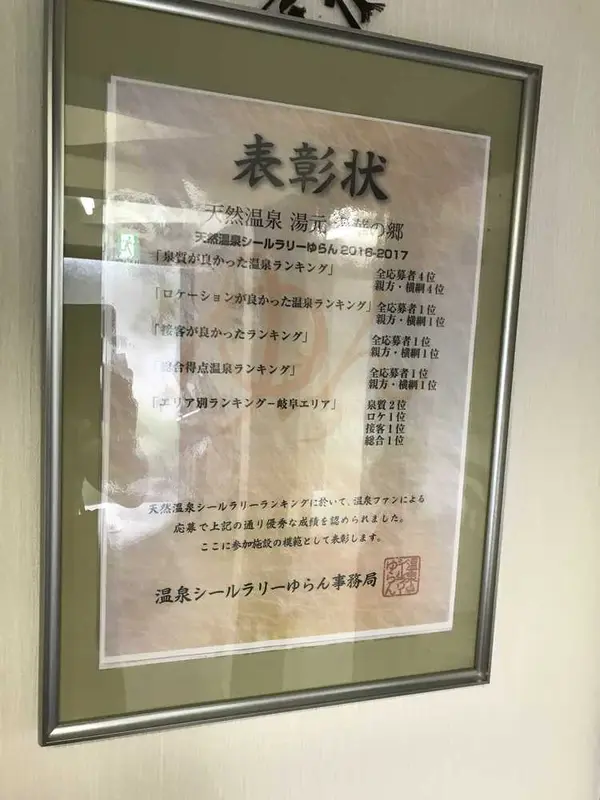 表彰状
天然温泉 湯元 の郷
天然温泉シールラリーゆらん 2016-2017
「泉質が良かった温泉ランキング」 全応募者4位
親方・横綱4位
「ロケーションが良かった温泉ランキング」 全応募者1位
親方・横綱1位
「接客が良かったランキング」 全応募者1位
親方・横綱1位
「総合得点温泉ランキング」 全応募者1位
親方・横綱1位
「エリア別ランキング−岐阜エリア」 泉質2位
ロケ1位
接客1位
総合1位
天然温泉シールラリーランキングに於いて、温泉ファンによる
応募で上記の通り優秀な成績を認められました。
ここに参加施設の模範として表彰します。
温泉シールラリーゆらん事務局